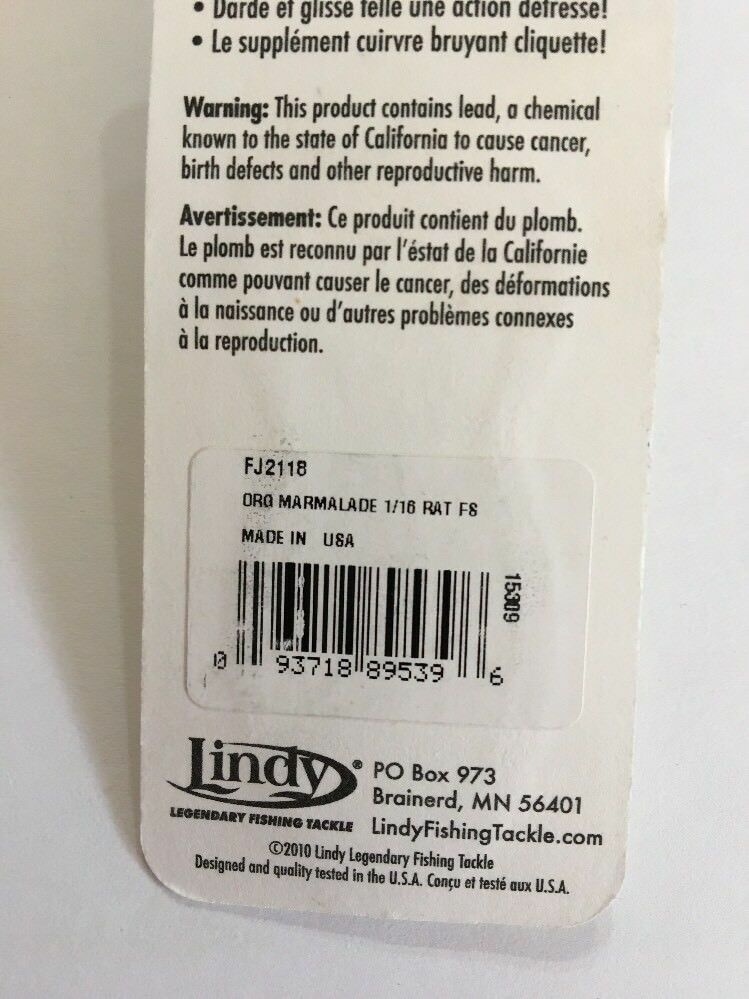 • Darde et glisse telle une action détresse!
• Le supplément cuirvre bruyant cliquette!
Warning: This product contains lead, a chemical
known to the state of California to cause cancer,
birth defects and other reproductive harm.
Avertissement: Ce produit contient du plomb.
Le plomb est reconnu par l'éstat de la Californie
comme pouvant causer le cancer, des déformations
à la naissance ou d'autres problèmes connexes
à la reproduction.
FJ2118
ORG MARMALADE 1/16 RAT FS
MADE IN USA
0 93718 89539 6
Lindy®
LEGENDARY FISHING TACKLE
PO Box 973
Brainerd, MN 56401
LindyFishingTackle.com
©2010 Lindy Legendary Fishing Tackle
Designed and quality tested in the U.S.A. Conçu et testé aux U.S.A.